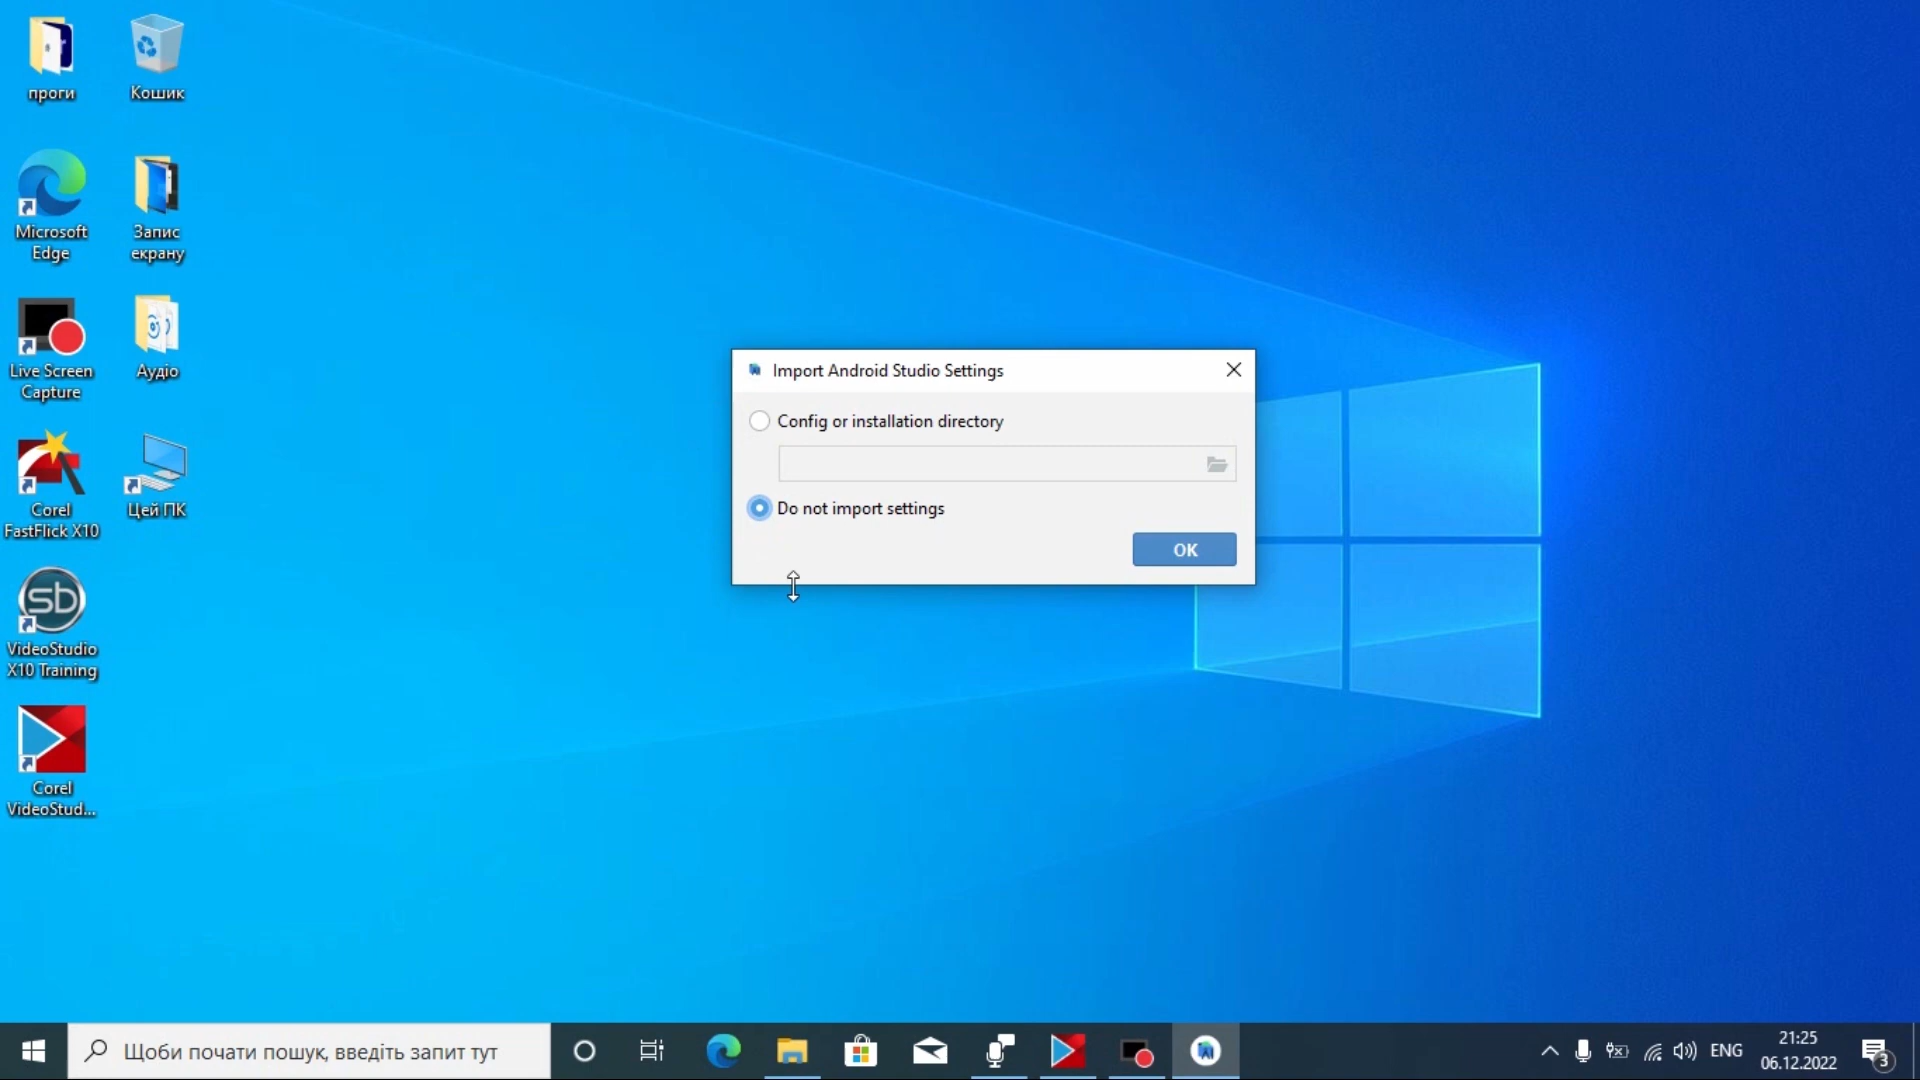 проги
Кошик
Microsoft
Edge
Запис
екрану
Live Screen
Capture
Аудіо
Corel
FastFlick X10
Цей ПК
VideoStudio
X10 Training
Corel
VideoStud...
Import Android Studio Settings
Config or installation directory
Do not import settings
OK
Щоби почати пошук, введіть запит тут
ENG
21:25
06.12.2022
3